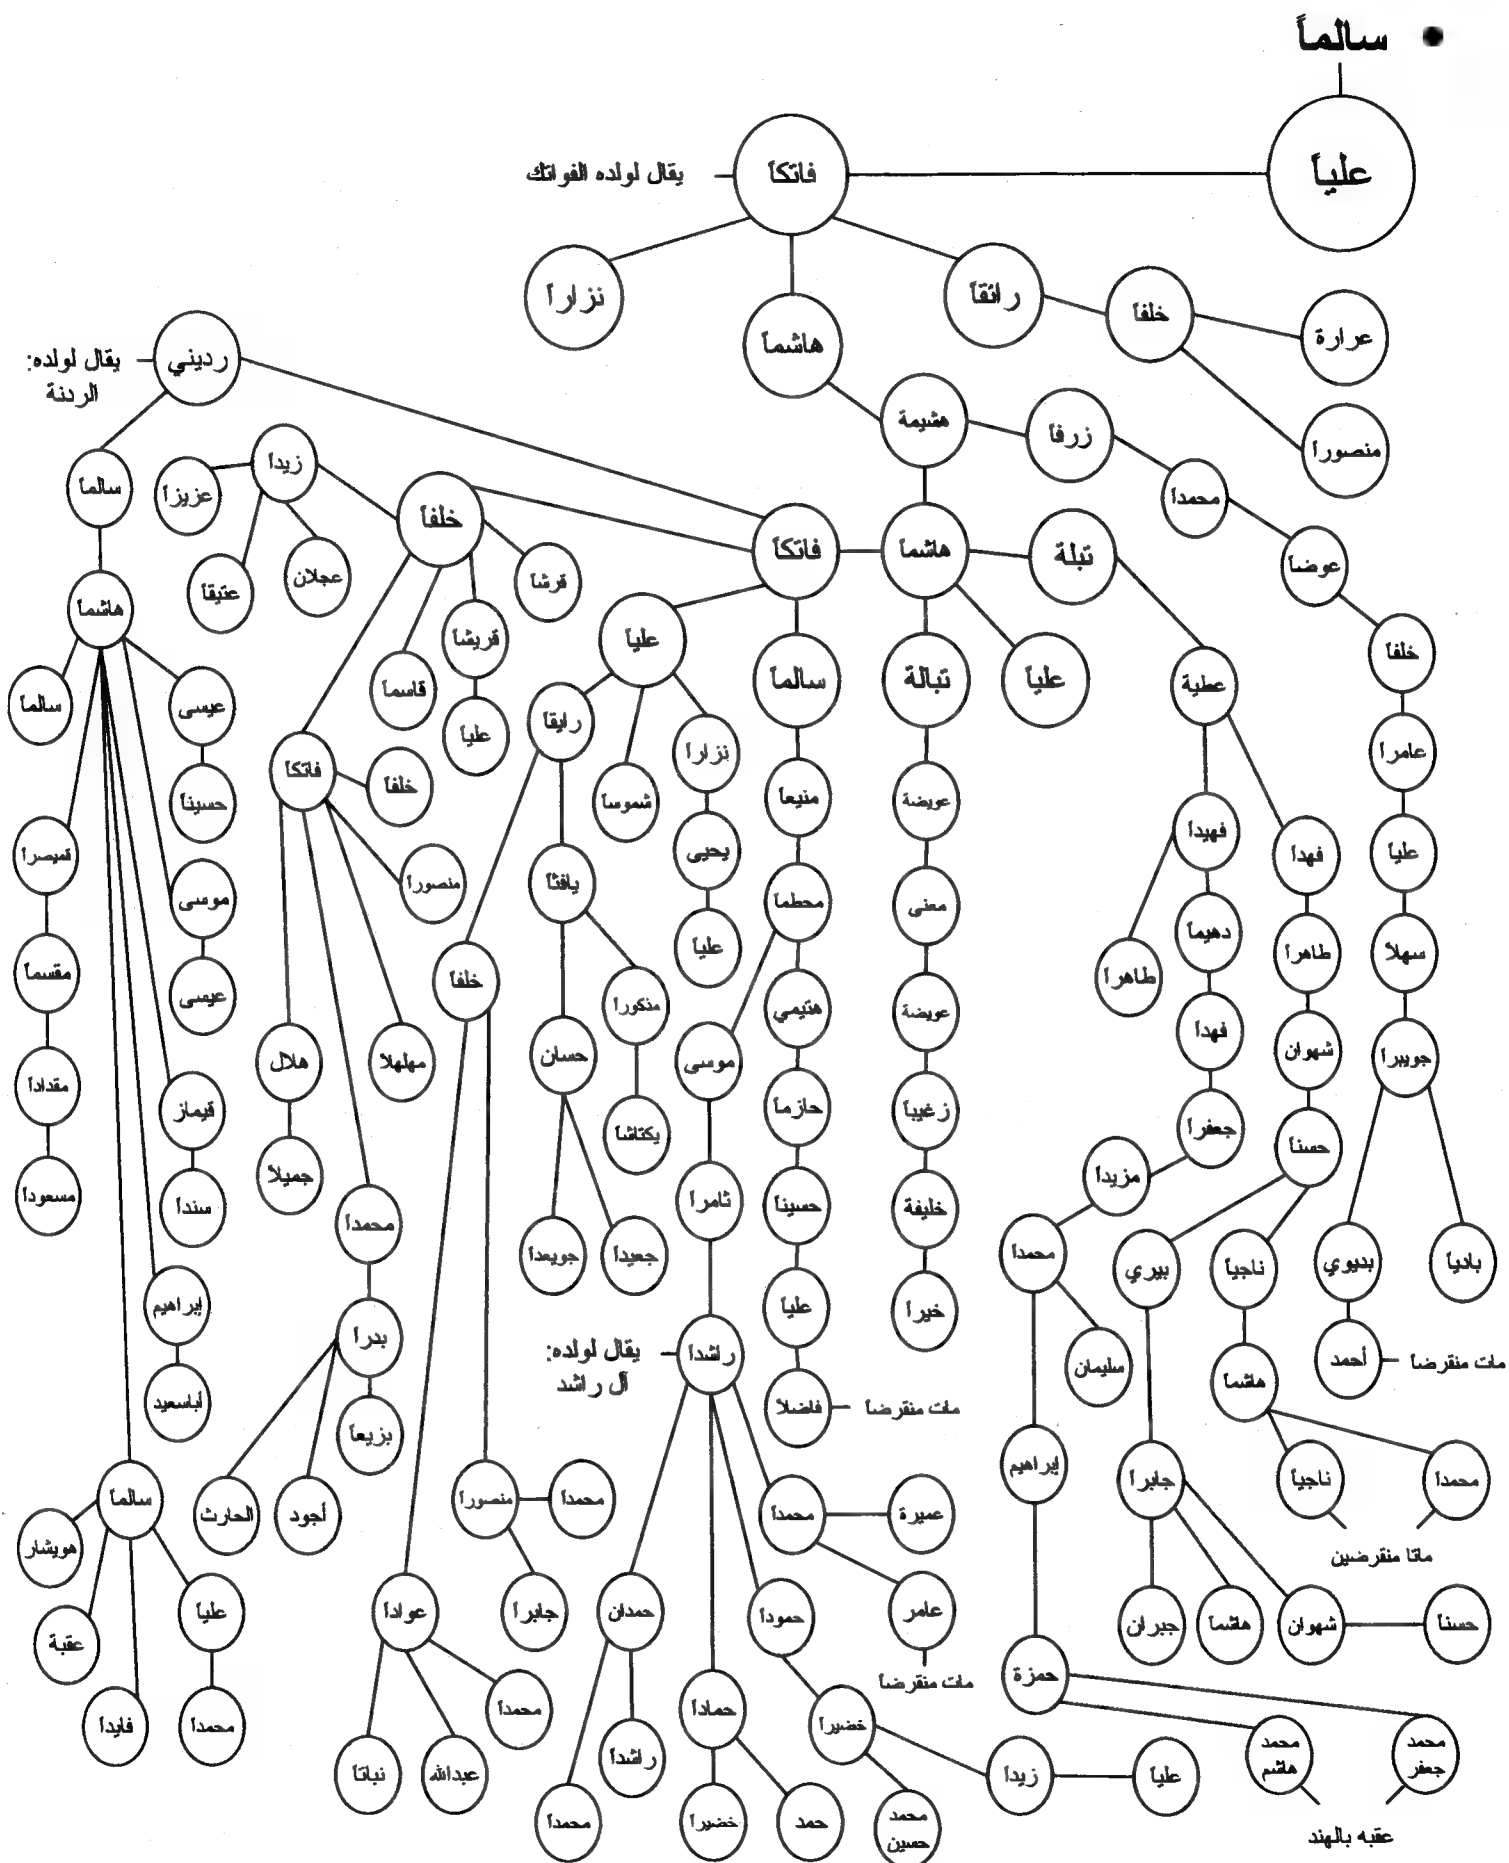 • سالماً
علياً
فاتكاً
يقال لولده الفواتك
نزاراً
هاشماً
رائقاً
خلفاً
عرارة
منصوراً
هشيمة
زرفاً
محمداً
عوضاً
خلفاً
عامراً
علياً
سهلاً
جويبراً
بادياً
بديوي
أحمد
مات منقرضاً
هاشماً
تبلة
عطية
فهداً
طاهراً
شهوان
حسناً
ناجياً
هاشماً
محمداً
ناجياً
ماتا منقرضين
بيري
جابراً
جبران
هاشماً
شهوان
حسناً
فهيداً
طاهراً
دهيماً
فهداً
جعفراً
مزيداً
محمداً
سليمان
إبراهيم
حمزة
محمد جعفر
محمد هاشم
عقبه بالهند
علياً
تبالة
عويضة
معنى
عويضة
زغيباً
خليفة
خيراً
فاتكاً
سالماً
منيعاً
محطماً
هتيمي
حازماً
حسيناً
علياً
فاضلاً
مات منقرضاً
موسى
ثامراً
راشداً
يقال لولده:
آل راشد
محمداً
عميرة
عامر
مات منقرضاً
حموداً
خضيراً
زيداً
علياً
محمد حسين
حماداً
حمد
خضيراً
حمدان
راشداً
محمداً
علياً
نزاراً
يحيى
علياً
شموساً
رايقاً
يافثاً
منكوراً
يكتاشاً
حسان
جعيداً
جويعداً
خلفاً
منصوراً
محمداً
جابراً
عواداً
محمداً
عبدالله
نباتاً
خلفاً
قرشاً
قريشاً
علياً
قاسماً
زيداً
عزيزاً
عتيقاً
عجلان
فاتكاً
خلفاً
منصوراً
مهلهلاً
محمداً
بدراً
بزيعاً
أجود
الحارث
هلال
جميلاً
رديني
يقال لولده:
الردنة
سالماً
هاشماً
عيسى
حسيناً
موسى
عيسى
قيماز
سنداً
إبراهيم
أباسعيد
سالماً
علياً
محمداً
فايداً
عقبة
هويشار
قميصراً
مقسماً
مقداداً
مسعوداً
سالماً